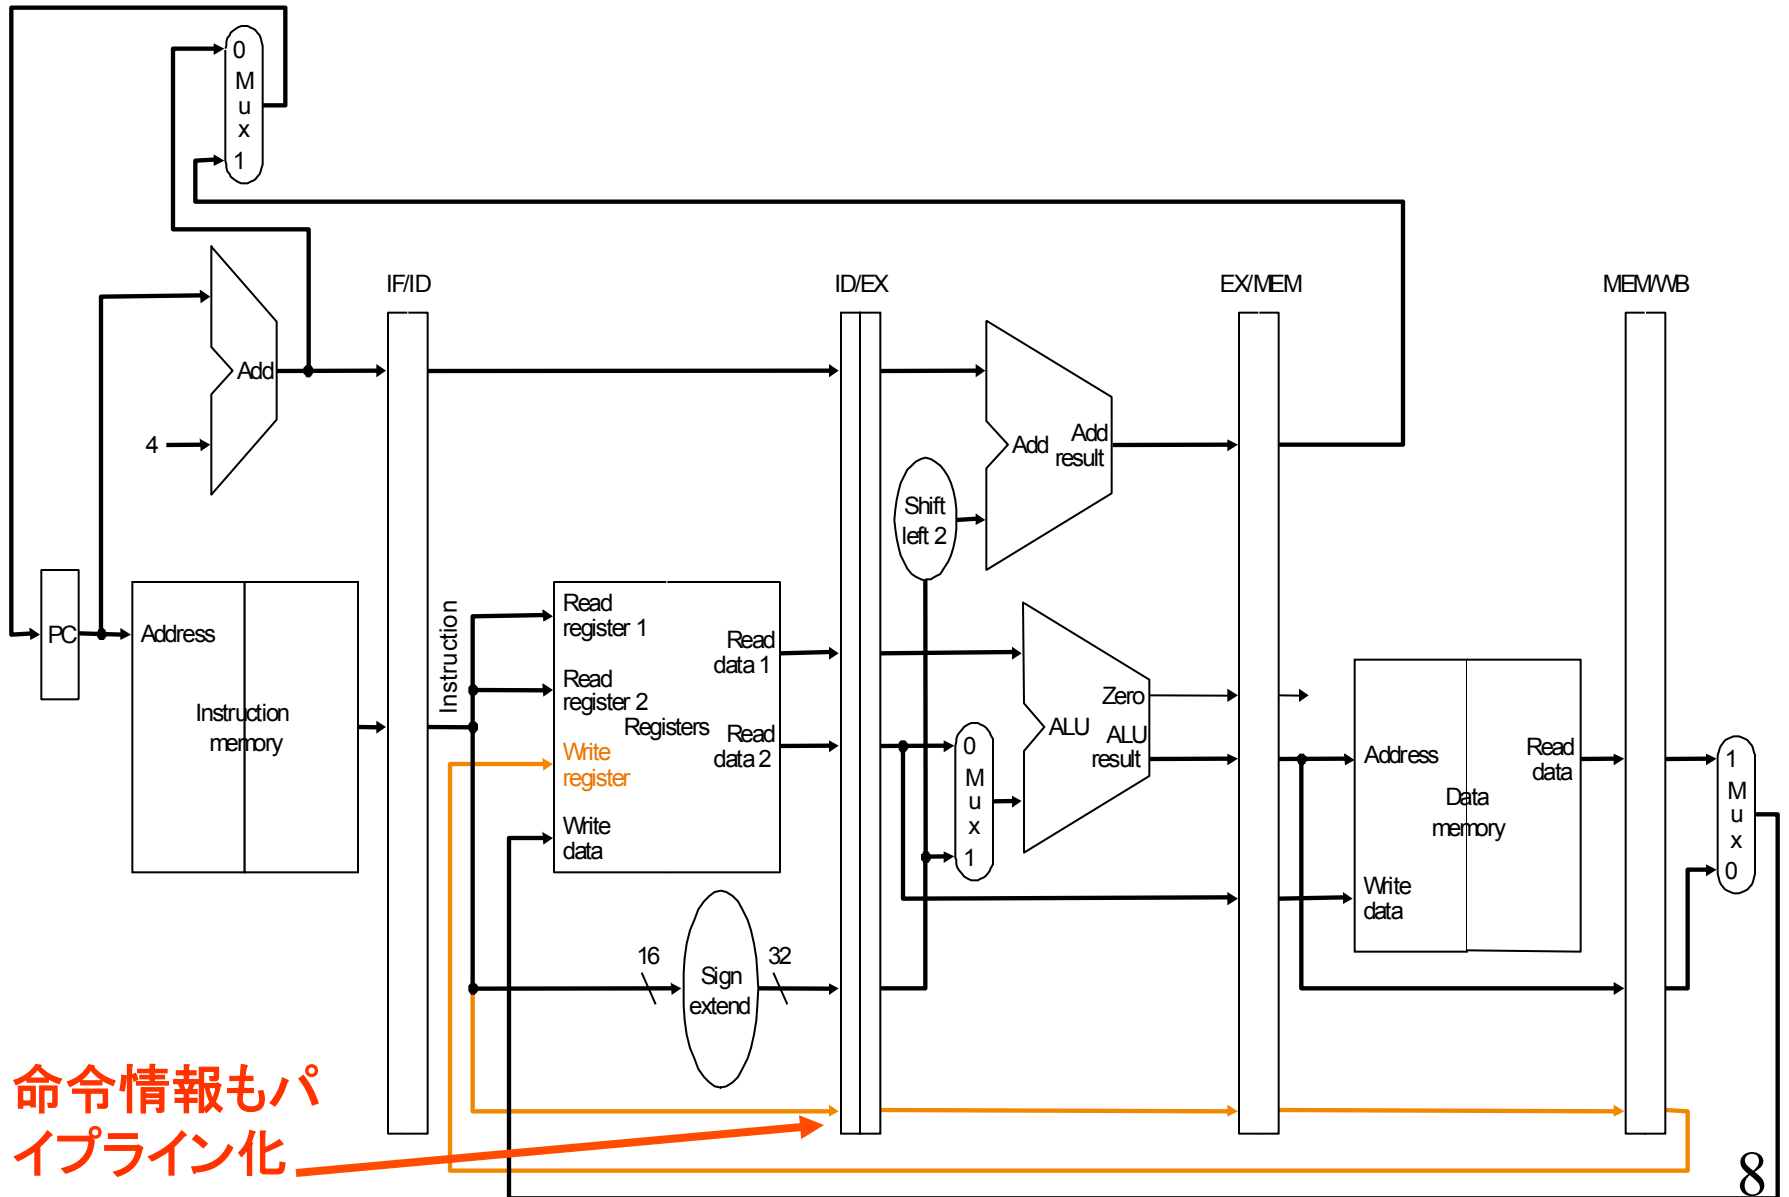 0
M
u
x
1
IF/ID
ID/EX
EX/MEM
MEM/WB
Add
4
Add
Add
result
Shift
left 2
PC
Address
Instruction
memory
Instruction
Read
register 1
Read
register 2
Registers
Write
register
Write
data
Read
data 1
Read
data 2
0
M
u
x
1
Zero
ALU
ALU
result
Address
Read
data
Data
memory
Write
data
1
M
u
x
0
16
Sign
extend
32
命令情報もパ
イプライン化
8